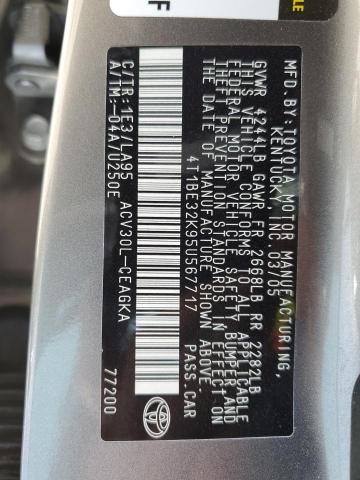 MFD. BY: TOYOTA MOTOR MANUFACTURING,
KENTUCKY, INC. 03/05
GVWR 4244LB GAWR FR 2668LB RR 2282LB
THIS VEHICLE CONFORMS TO ALL APPLICABLE
FEDERAL MOTOR VEHICLE SAFETY, BUMPER,AND
THEFT PREVENTION STANDARDS IN EFFECT ON
THE DATE OF MANUFACTURE SHOWN ABOVE.
4T1BE32K95U567717 PASS.CAR
C/TR:1E3/LA95 ACV30L-CEAGKA
A/TM:-04A/U250E 77200